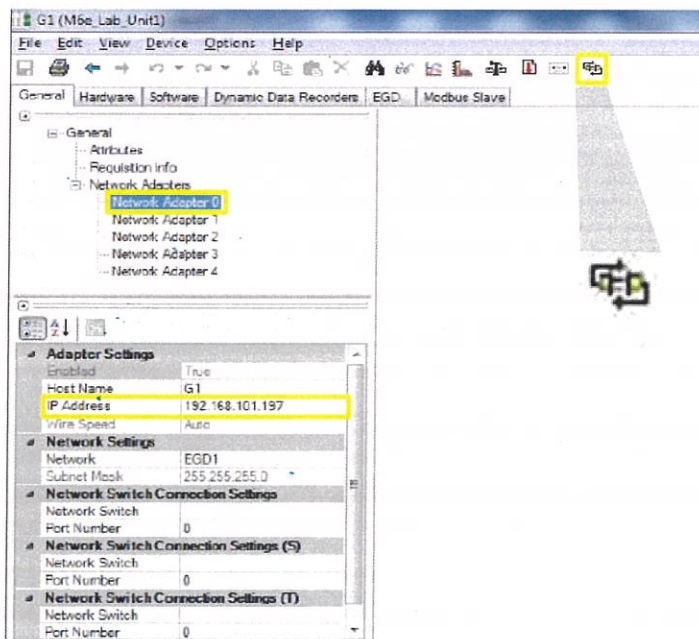 G1 (M6e_Lab_Unit1)
File Edit View Device Options Help
General Hardware Software Dynamic Data Recorders EGD Modbus Slave
General
Attributes
Requisition Info
Network Adapters
Network Adapter 0
Network Adapter 1
Network Adapter 2
Network Adapter 3
Network Adapter 4
Adapter Settings
Enabled True
Host Name G1
IP Address 192.168.101.197
Wire Speed Auto
Network Settings
Network EGD1
Subnet Mask 255.255.255.0
Network Switch Connection Settings
Network Switch
Port Number 0
Network Switch Connection Settings (S)
Network Switch
Port Number 0
Network Switch Connection Settings (T)
Network Switch
Port Number 0